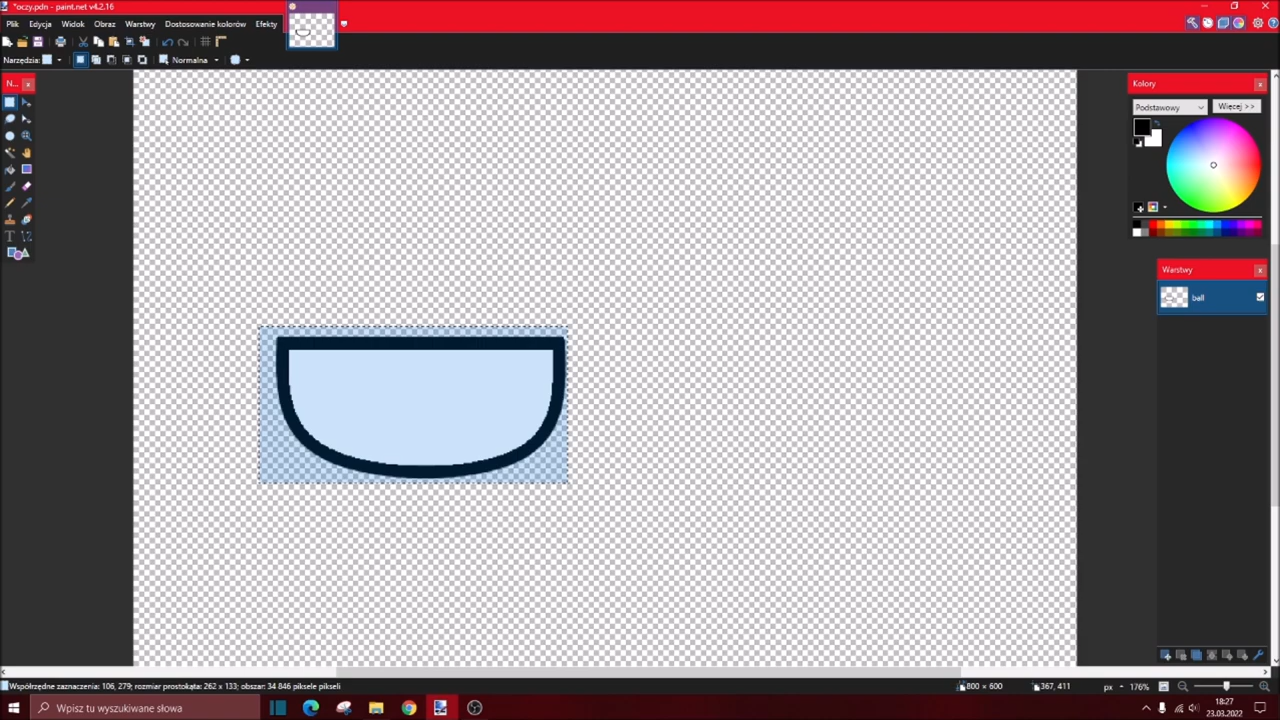 *oczy.pdn - paint.net v4.2.16
Plik Edycja Widok Obraz Warstwy Dostosowanie kolorów Efekty
Narzędzia: Normalna
N...
Kolory
Podstawowy Więcej >>
Warstwy
ball
Współrzędne zaznaczenia: 106, 279; rozmiar prostokąta: 262 x 133; obszar: 34 846 piksele pikseli
800 × 600
367, 411
px
176%
Wpisz tu wyszukiwane słowa
18:27
23.03.2022